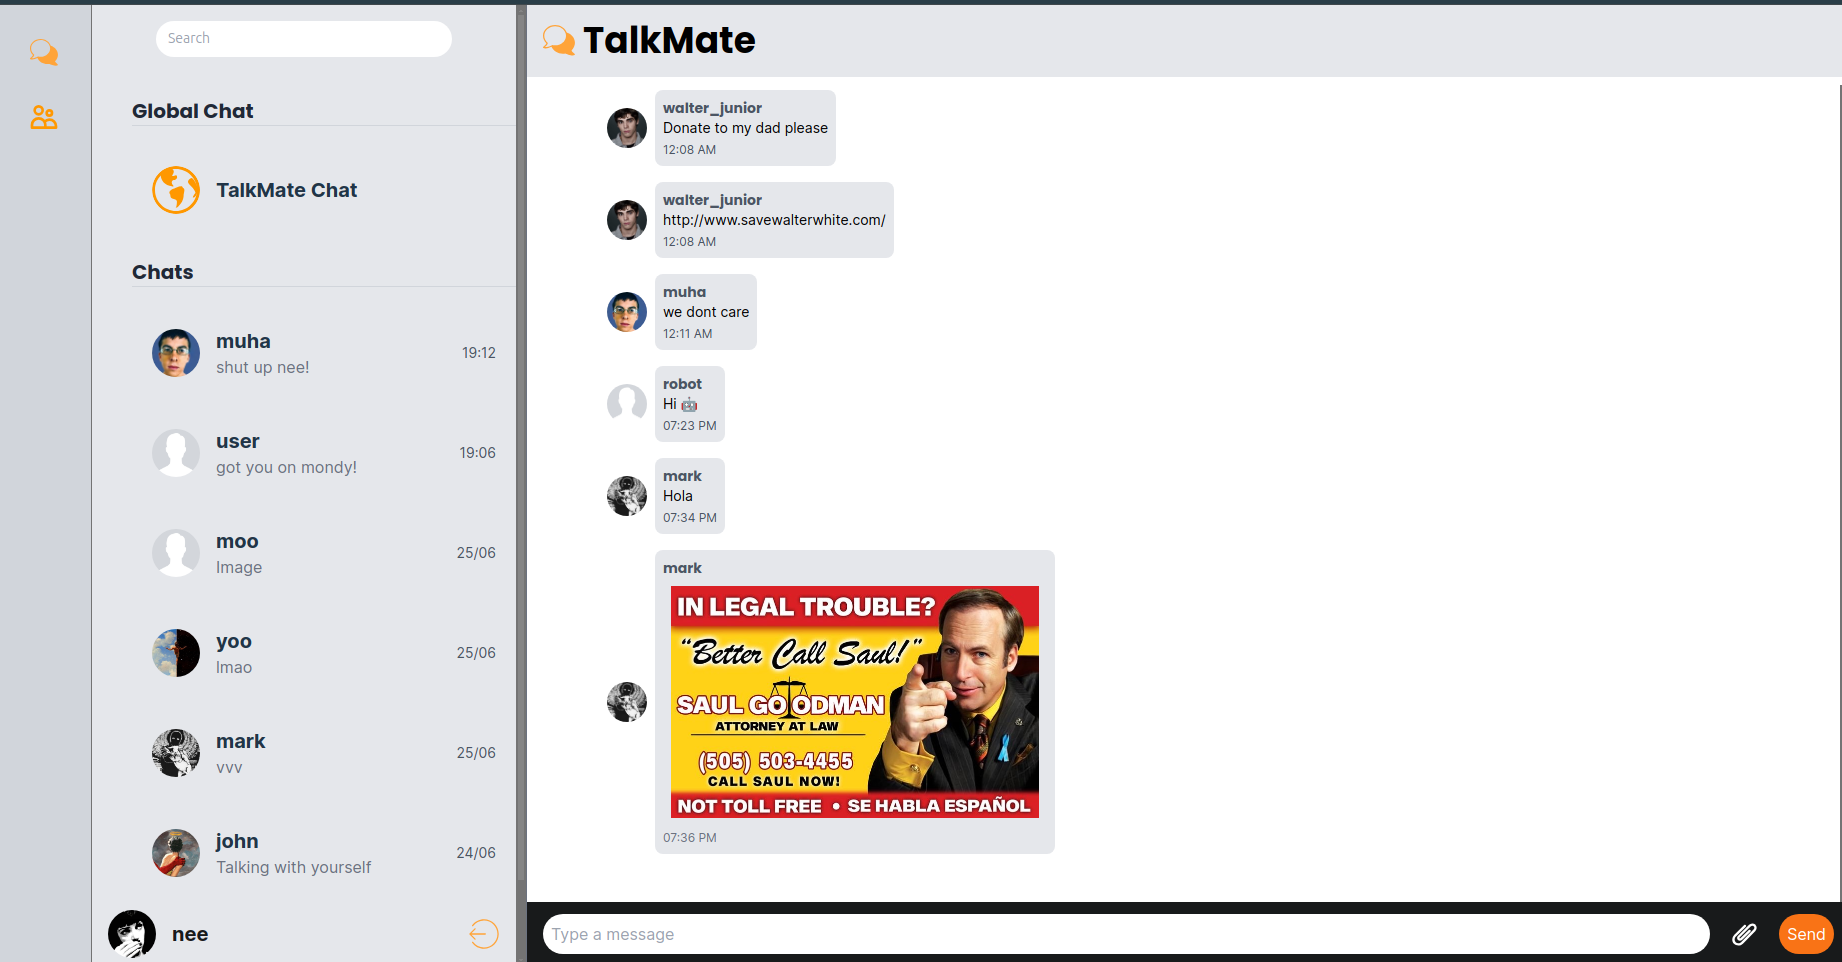 Search
Global Chat
TalkMate Chat
Chats
muha
shut up nee!
19:12
user
got you on mondy!
19:06
moo
Image
25/06
yoo
lmao
25/06
mark
vvv
25/06
john
Talking with yourself
24/06
nee
TalkMate
walter_junior
Donate to my dad please
12:08 AM
walter_junior
http://www.savewalterwhite.com/
12:08 AM
muha
we dont care
12:11 AM
robot
Hi 🤖
07:23 PM
mark
Hola
07:34 PM
mark
IN LEGAL TROUBLE?
"Better Call Saul!"
SAUL GOODMAN
ATTORNEY AT LAW
(505) 503-4455
CALL SAUL NOW!
NOT TOLL FREE • SE HABLA ESPAÑOL
07:36 PM
Type a message
Send